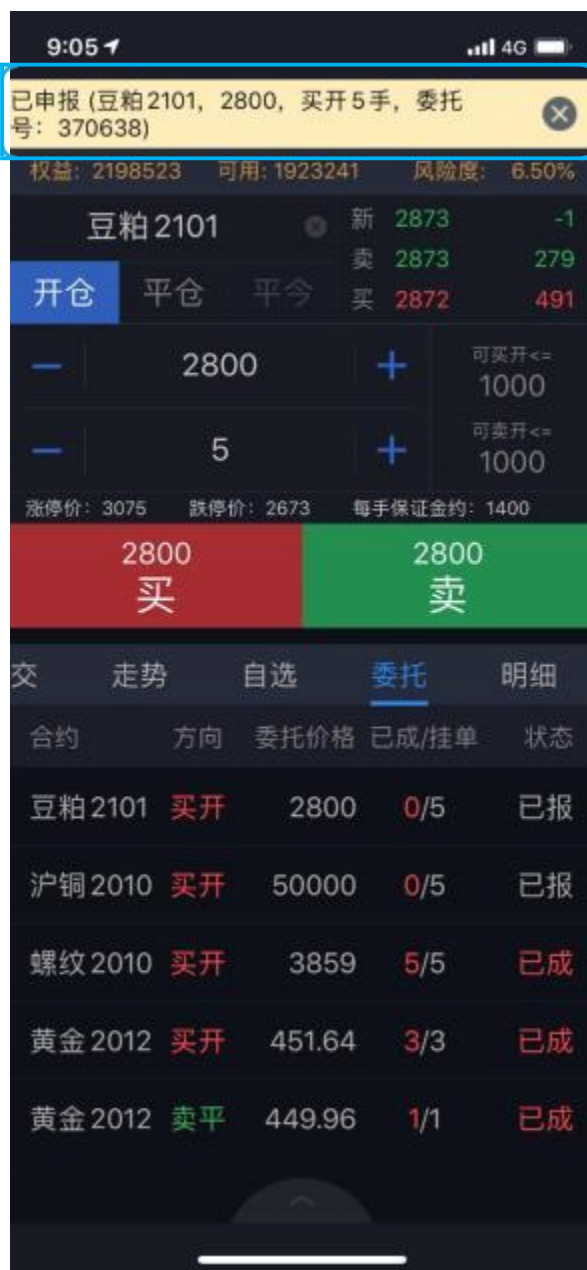 9:05 4G
已申报 (豆粕2101, 2800, 买开5手, 委托
号: 370638)
权益: 2198523 可用: 1923241 风险度: 6.50%
豆粕2101 新 2873 -1
卖 2873 279
开仓 平仓 平今 买 2872 491
— 2800 + 可买开<=
1000
— 5 + 可卖开<=
1000
涨停价: 3075 跌停价: 2673 每手保证金约: 1400
2800 2800
买 卖
交 走势 自选 委托 明细
合约 方向 委托价格 已成/挂单 状态
豆粕2101 买开 2800 0/5 已报
沪铜2010 买开 50000 0/5 已报
螺纹2010 买开 3859 5/5 已成
黄金2012 买开 451.64 3/3 已成
黄金2012 卖平 449.96 1/1 已成